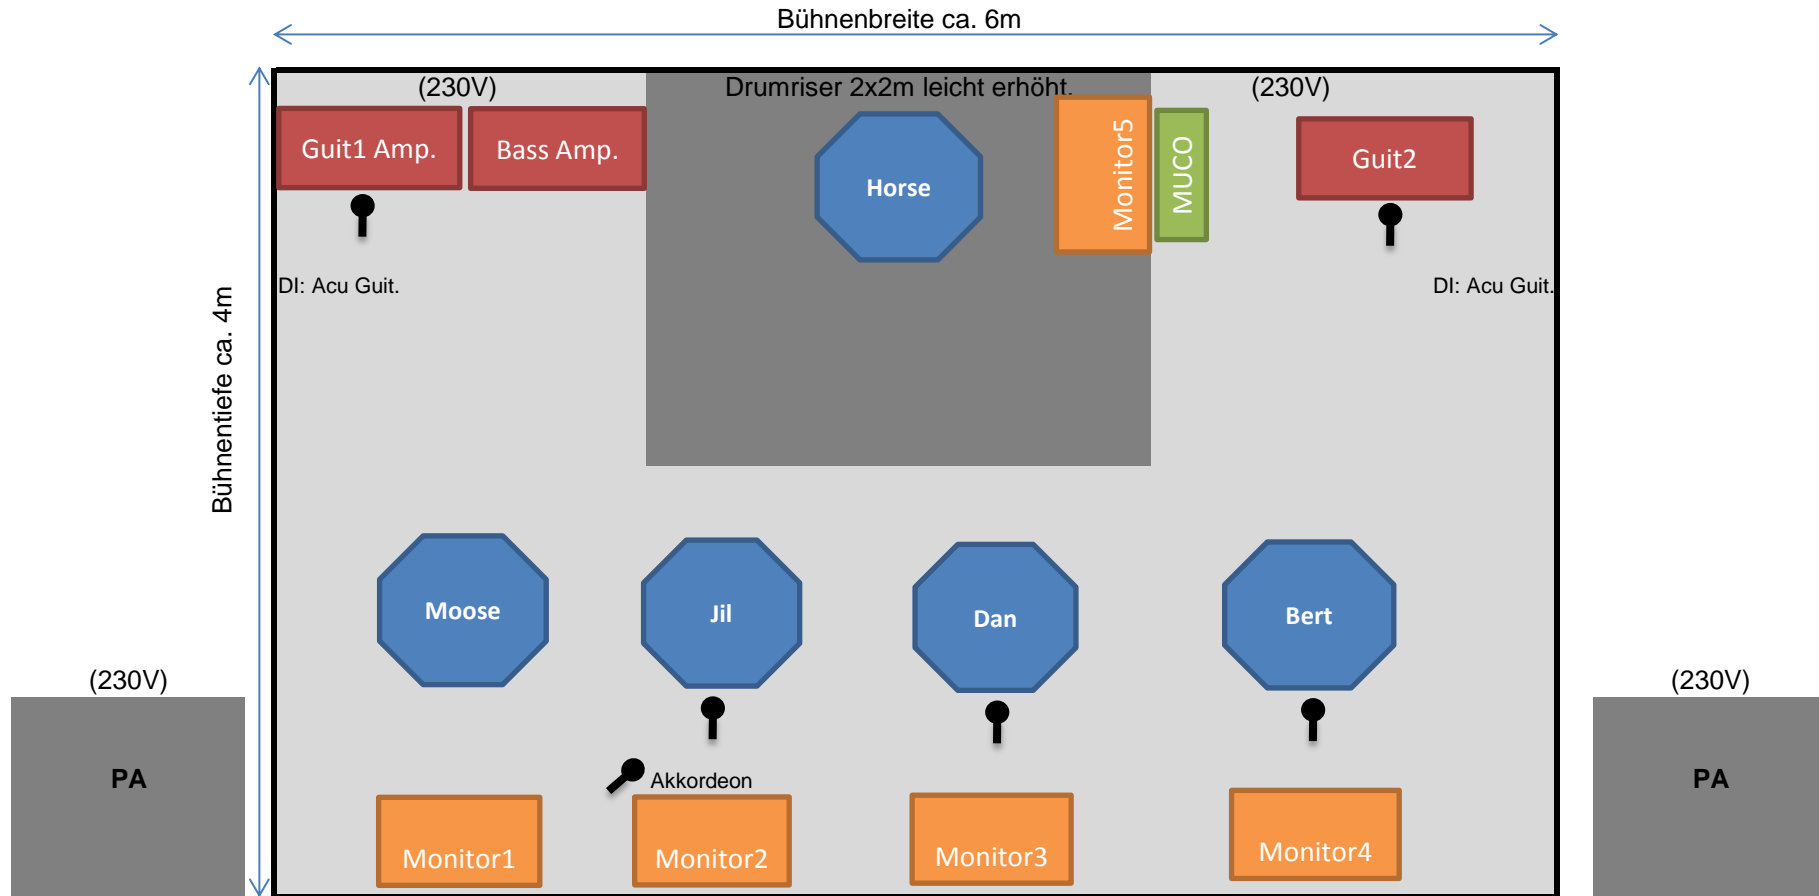 Bühnenbreite ca. 6m
(230V)
Drumriser 2x2m leicht erhöht.
(230V)
Guit1 Amp.
Bass Amp.
Horse
Monitor5
MUCO
Guit2
DI: Acu Guit.
DI: Acu Guit.
Bühnentiefe ca. 4m
Moose
Jil
Dan
Bert
(230V)
(230V)
PA
Akkordeon
PA
Monitor1
Monitor2
Monitor3
Monitor4